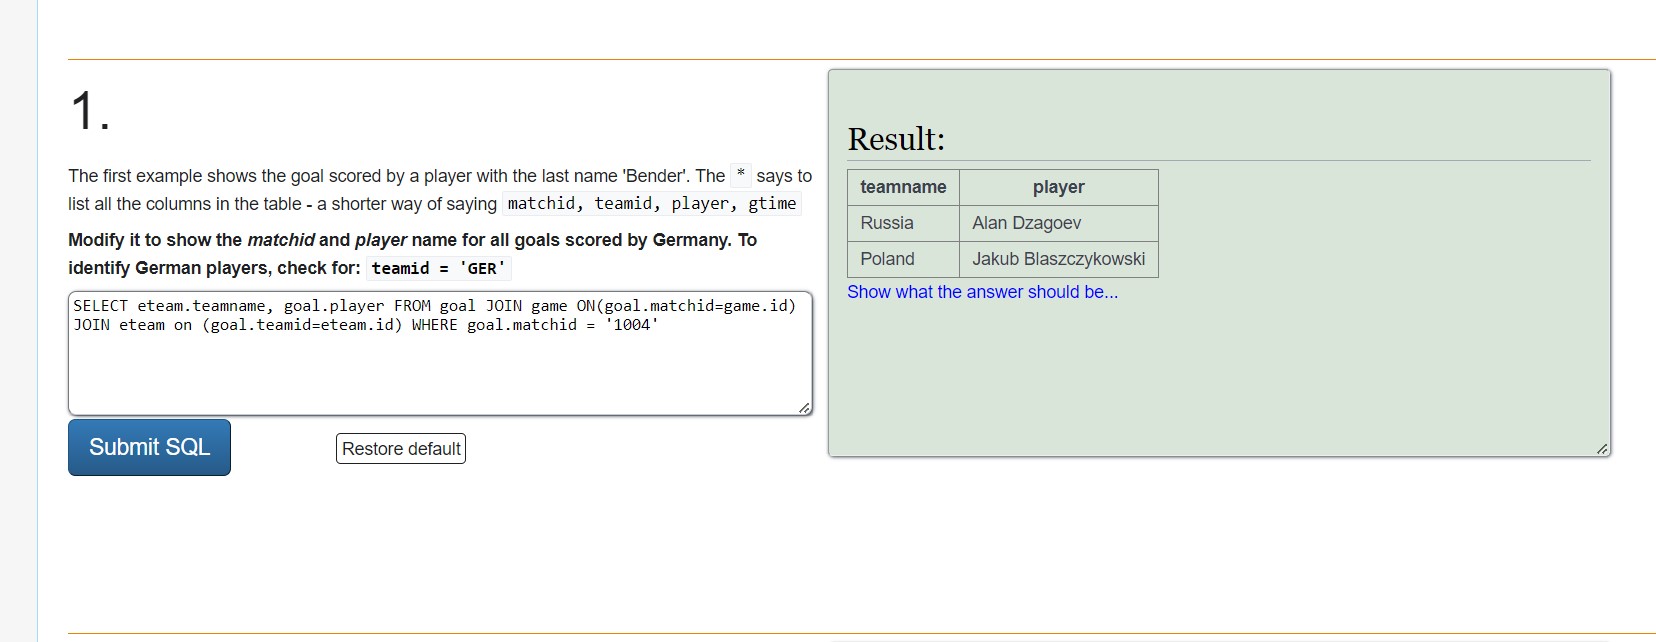 1.
The first example shows the goal scored by a player with the last name 'Bender'. The * says to
list all the columns in the table - a shorter way of saying matchid, teamid, player, gtime
Modify it to show the matchid and player name for all goals scored by Germany. To
identify German players, check for: teamid = 'GER'
SELECT eteam.teamname, goal.player FROM goal JOIN game ON(goal.matchid=game.id)
JOIN eteam on (goal.teamid=eteam.id) WHERE goal.matchid = '1004'
Submit SQL
Restore default
Result:
teamname player
Russia Alan Dzagoev
Poland Jakub Blaszczykowski
Show what the answer should be...